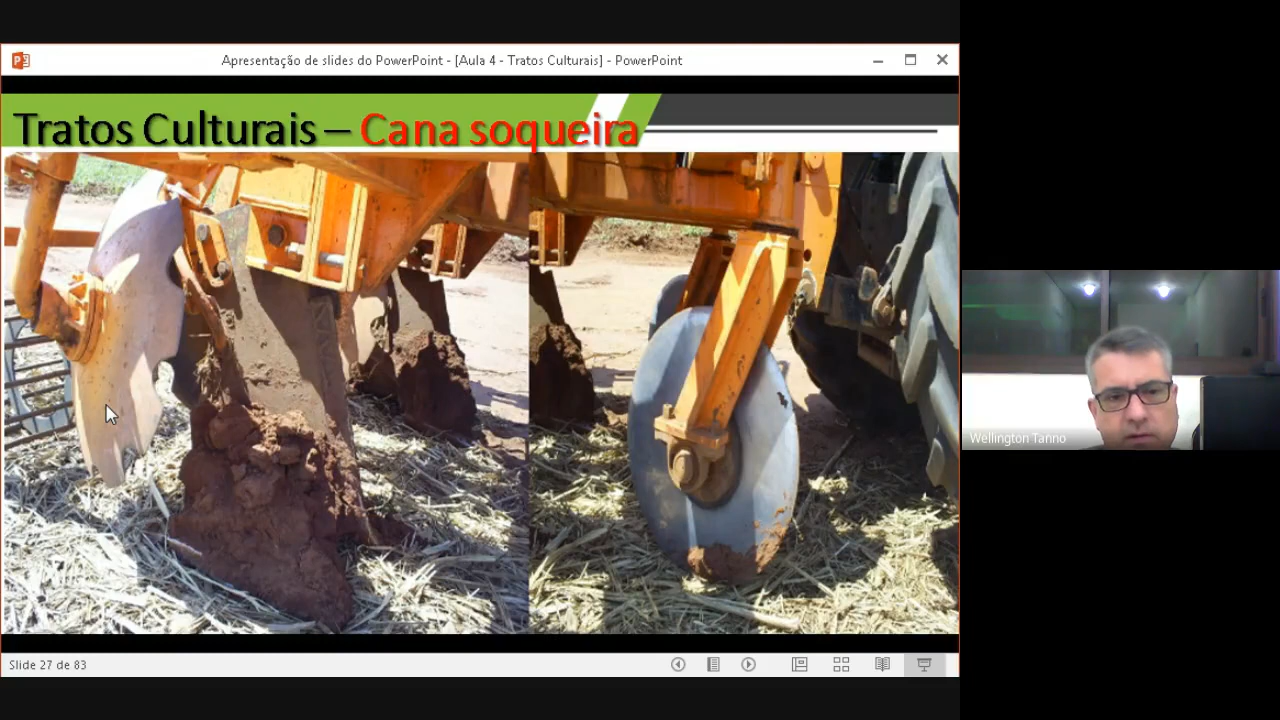 Apresentação de slides do PowerPoint - [Aula 4 - Tratos Culturais] - PowerPoint
Tratos Culturais – Cana soqueira
Wellington Tanno
Slide 27 de 83